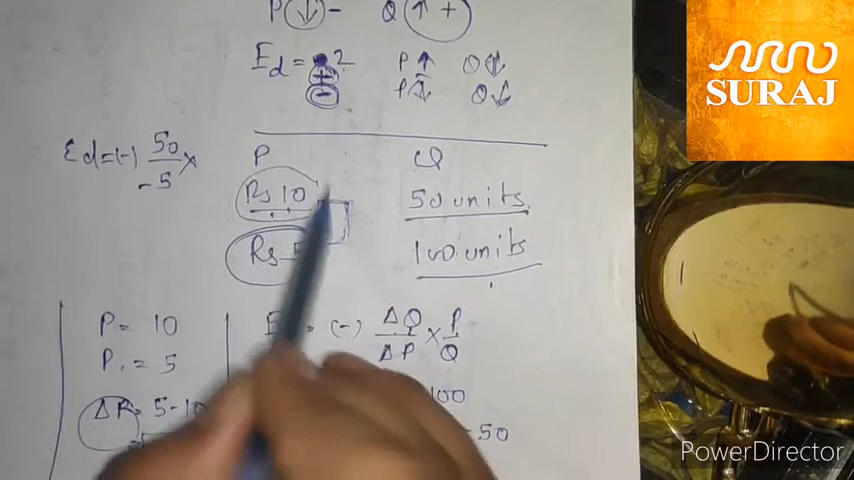 P(↓) - Q(↑ +)
Ed = 2
+
-
P↑ Q↓
P↓ Q↓
Ed = (-) 50/-5 ×
P Q
Rs 10 50 units
Rs 5 100 units
P = 10
P₁ = 5
ΔP = 5-10
= (-) ΔQ/ΔP × P/Q
100
= 50
SURAJ
PowerDirector